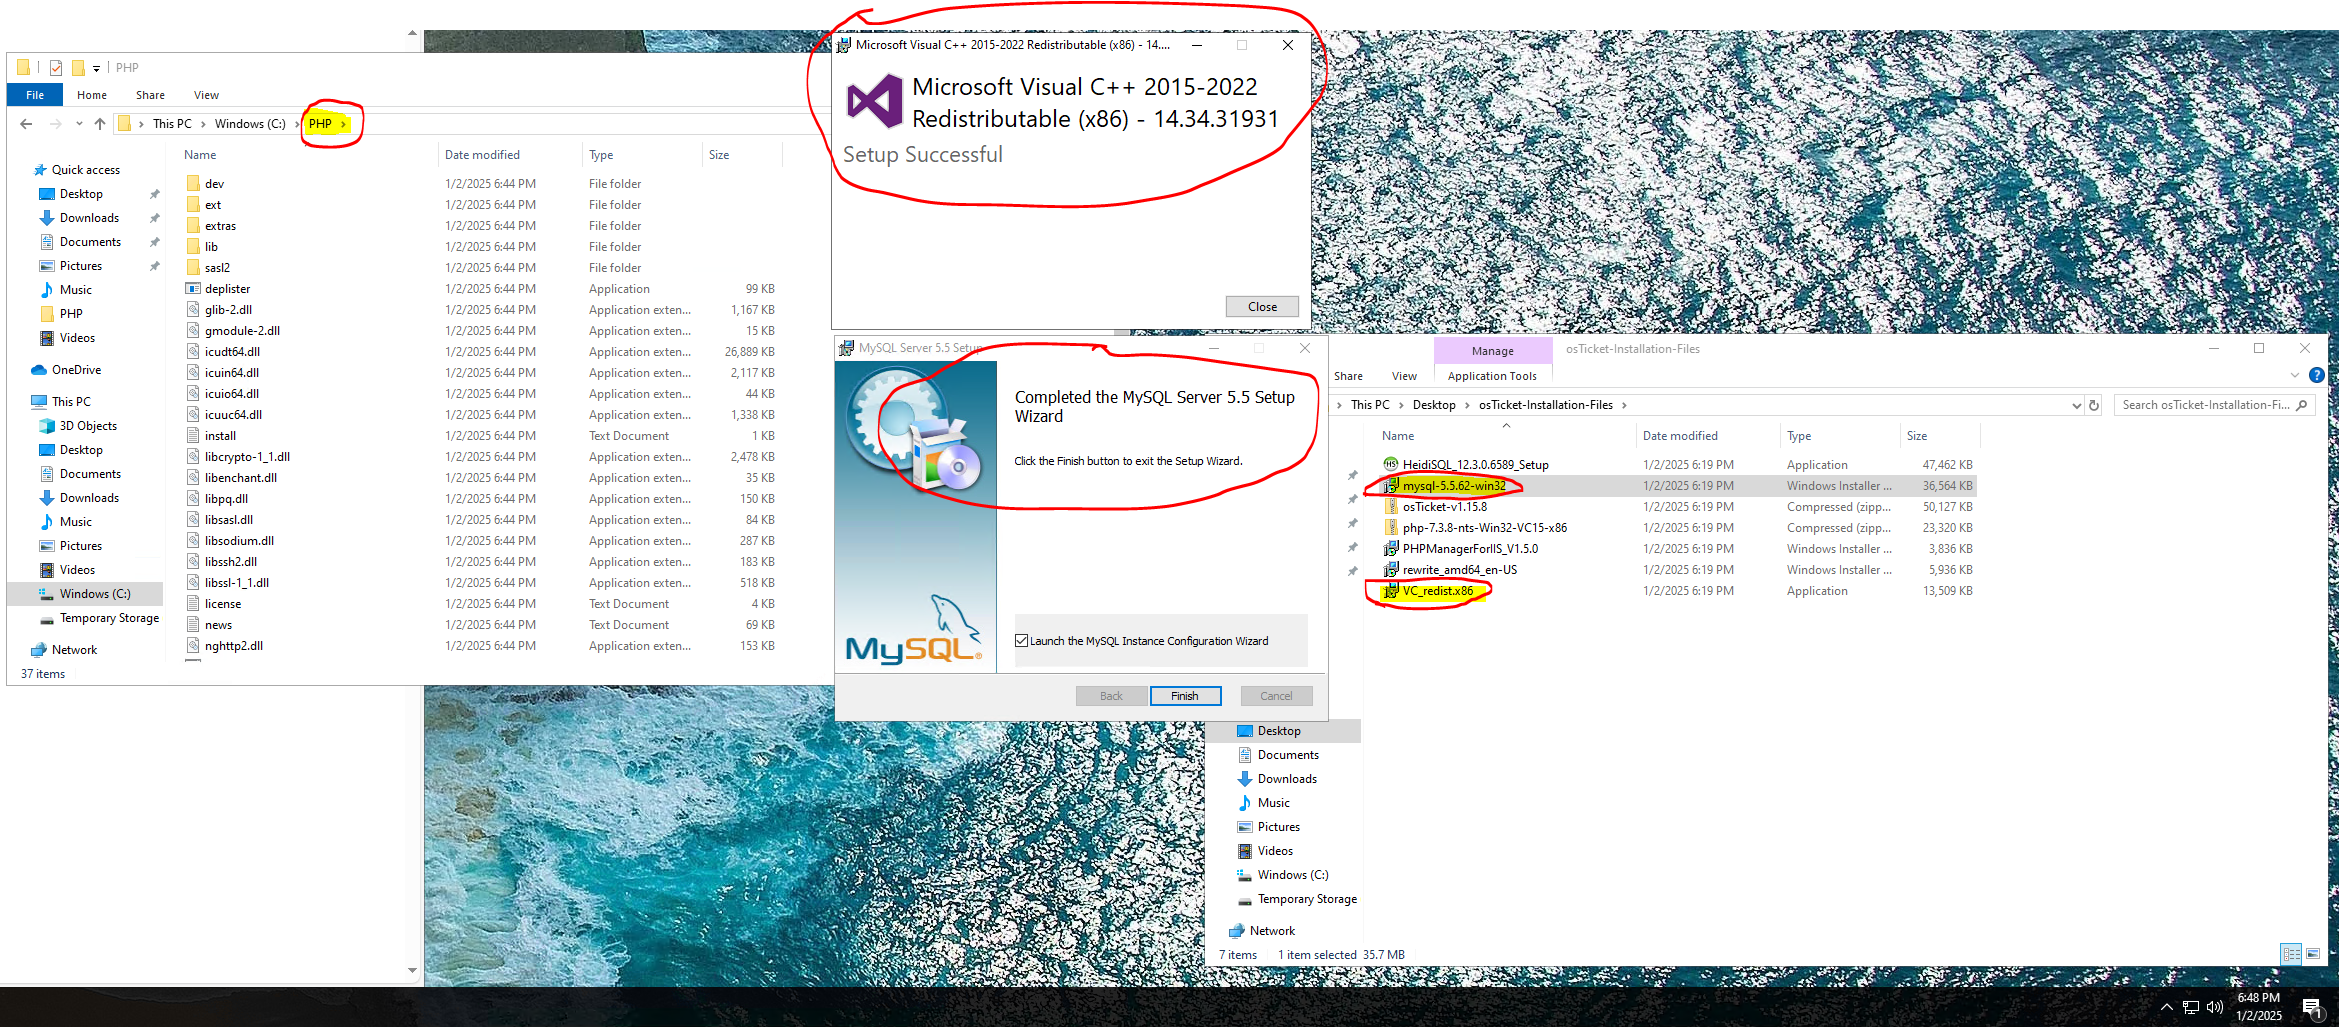 PHP
File Home Share View
This PC Windows (C:) PHP
Name Date modified Type Size
Quick access
Desktop
Downloads
Documents
Pictures
Music
PHP
Videos
OneDrive
This PC
3D Objects
Desktop
Documents
Downloads
Music
Pictures
Videos
Windows (C:)
Temporary Storage
Network
dev 1/2/2025 6:44 PM File folder
ext 1/2/2025 6:44 PM File folder
extras 1/2/2025 6:44 PM File folder
lib 1/2/2025 6:44 PM File folder
sasl2 1/2/2025 6:44 PM File folder
deplister 1/2/2025 6:44 PM Application 99 KB
glib-2.dll 1/2/2025 6:44 PM Application exten... 1,167 KB
gmodule-2.dll 1/2/2025 6:44 PM Application exten... 15 KB
icudt64.dll 1/2/2025 6:44 PM Application exten... 26,889 KB
icuin64.dll 1/2/2025 6:44 PM Application exten... 2,117 KB
icuio64.dll 1/2/2025 6:44 PM Application exten... 44 KB
icuuc64.dll 1/2/2025 6:44 PM Application exten... 1,338 KB
install 1/2/2025 6:44 PM Text Document 1 KB
libcrypto-1_1.dll 1/2/2025 6:44 PM Application exten... 2,478 KB
libenchant.dll 1/2/2025 6:44 PM Application exten... 35 KB
libpq.dll 1/2/2025 6:44 PM Application exten... 150 KB
libsasl.dll 1/2/2025 6:44 PM Application exten... 84 KB
libsodium.dll 1/2/2025 6:44 PM Application exten... 287 KB
libssh2.dll 1/2/2025 6:44 PM Application exten... 183 KB
libssl-1_1.dll 1/2/2025 6:44 PM Application exten... 518 KB
license 1/2/2025 6:44 PM Text Document 4 KB
news 1/2/2025 6:44 PM Text Document 69 KB
nghttp2.dll 1/2/2025 6:44 PM Application exten... 153 KB
37 items
Microsoft Visual C++ 2015-2022 Redistributable (x86) - 14....
Microsoft Visual C++ 2015-2022
Redistributable (x86) - 14.34.31931
Setup Successful
Close
MySQL Server 5.5 Setup
Completed the MySQL Server 5.5 Setup
Wizard
Click the Finish button to exit the Setup Wizard.
MySQL®
Launch the MySQL Instance Configuration Wizard
Back Finish Cancel
Manage osTicket-Installation-Files
Share View Application Tools
This PC Desktop osTicket-Installation-Files Search osTicket-Installation-Fi...
Name Date modified Type Size
HS HeidiSQL_12.3.0.6589_Setup 1/2/2025 6:19 PM Application 47,462 KB
mysql-5.5.62-win32 1/2/2025 6:19 PM Windows Installer ... 36,564 KB
osTicket-v1.15.8 1/2/2025 6:19 PM Compressed (zipp... 50,127 KB
php-7.3.8-nts-Win32-VC15-x86 1/2/2025 6:19 PM Compressed (zipp... 23,320 KB
PHPManagerForIIS_V1.5.0 1/2/2025 6:19 PM Windows Installer ... 3,836 KB
rewrite_amd64_en-US 1/2/2025 6:19 PM Windows Installer ... 5,936 KB
VC_redist.x86 1/2/2025 6:19 PM Application 13,509 KB
Desktop
Documents
Downloads
Music
Pictures
Videos
Windows (C:)
Temporary Storage
Network
7 items 1 item selected 35.7 MB
6:48 PM
1/2/2025
1